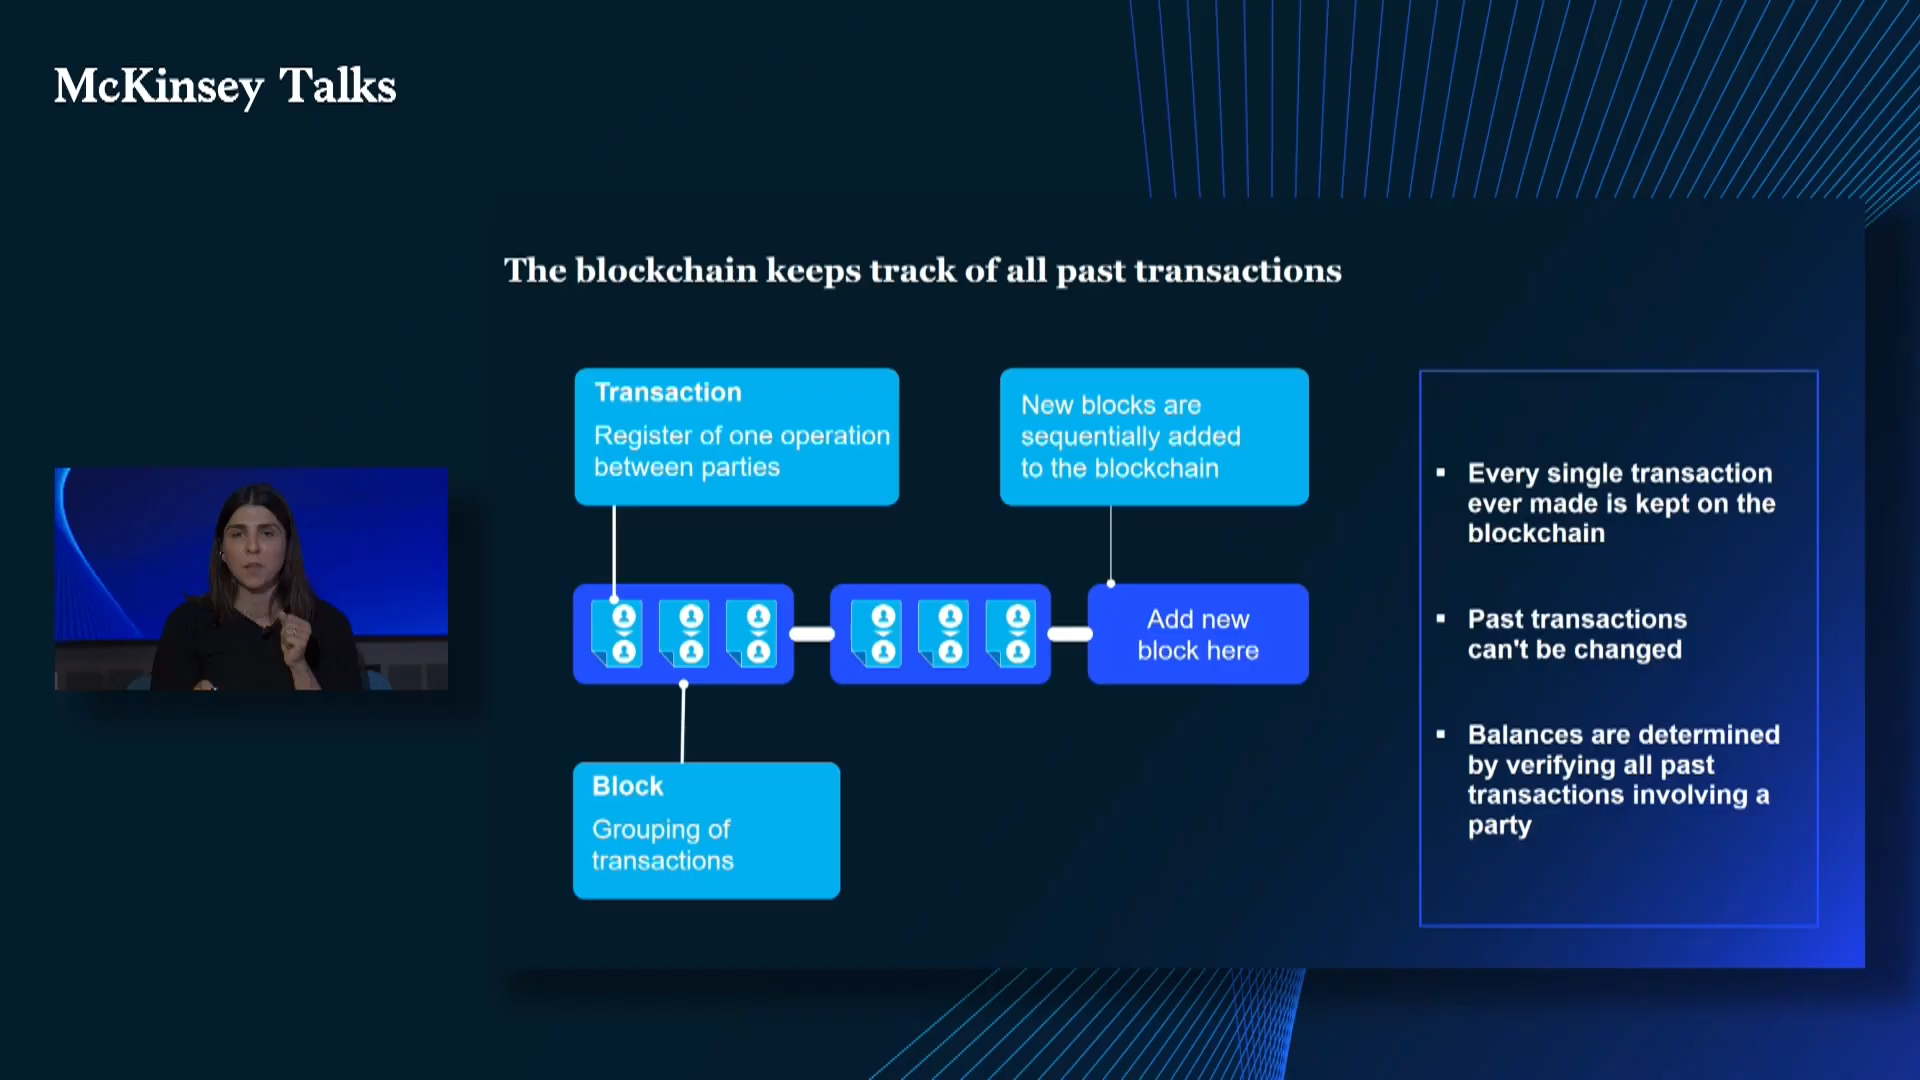 McKinsey Talks
The blockchain keeps track of all past transactions
Transaction
Register of one operation
between parties
New blocks are
sequentially added
to the blockchain
Add new
block here
Block
Grouping of
transactions
▪ Every single transaction
ever made is kept on the
blockchain
▪ Past transactions
can't be changed
▪ Balances are determined
by verifying all past
transactions involving a
party